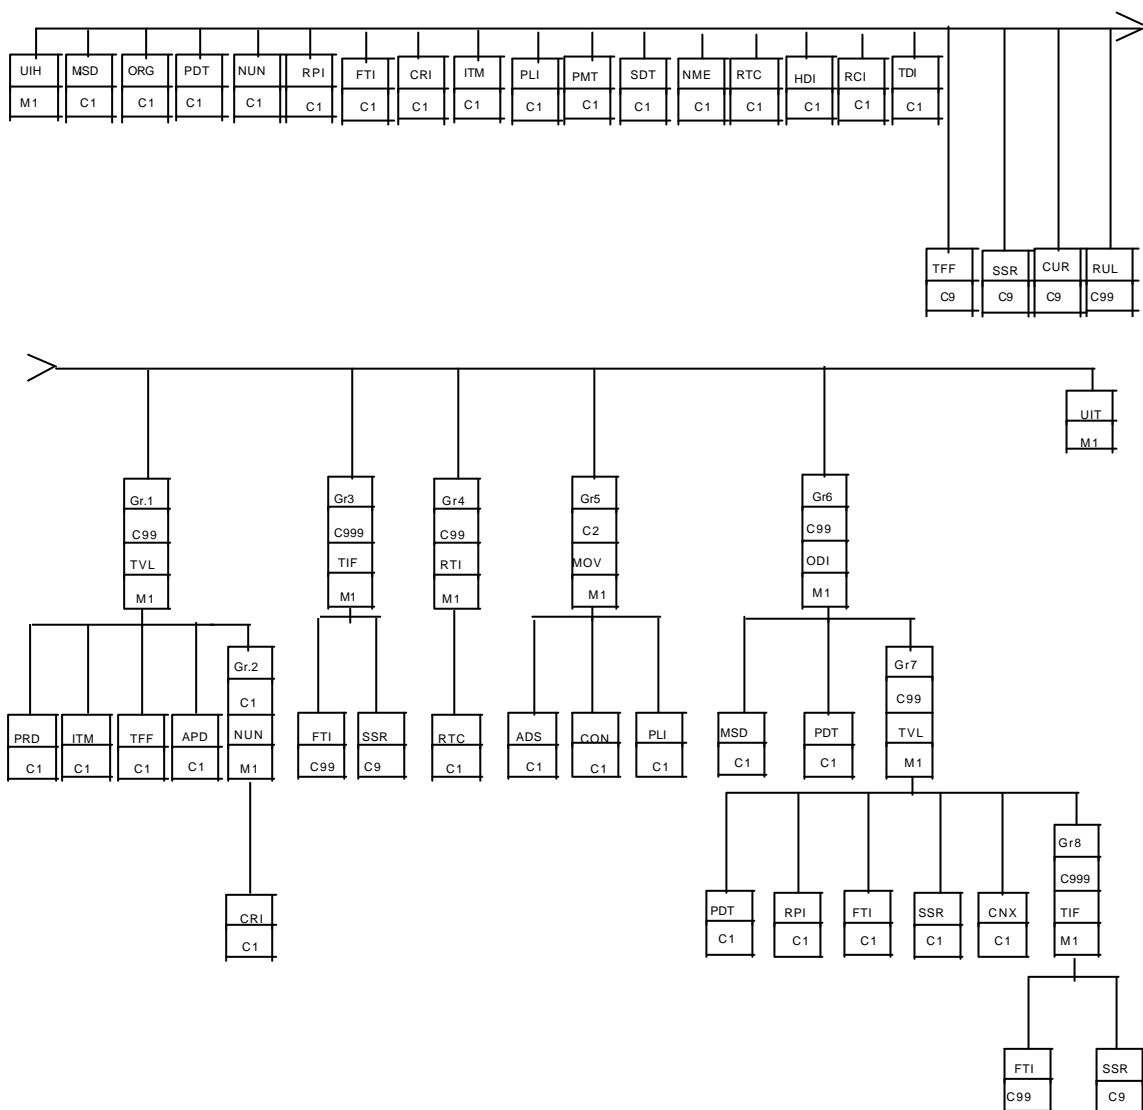 UIH MSD ORG PDT NUN RPI FTI CRI ITM PLI PMT SDT NME RTC HDI RCI TDI
M1 C1 C1 C1 C1 C1 C1 C1 C1 C1 C1 C1 C1 C1 C1 C1 C1
TFF SSR CUR RUL
C9 C9 C9 C99
UIT
M1
Gr.1 Gr3 Gr4 Gr5 Gr6
C99 C999 C99 C2 C99
TVL TIF RTI MOV ODI
M1 M1 M1 M1 M1
Gr.2 Gr7
C1 C99
PRD ITM TFF APD NUN FTI SSR RTC ADS CON PLI MSD PDT TVL
C1 C1 C1 C1 M1 C99 C9 C1 C1 C1 C1 C1 C1 M1
Gr8
C999
CRI PDT RPI FTI SSR CNX TIF
C1 C1 C1 C1 C1 C1 M1
FTI SSR
C99 C9